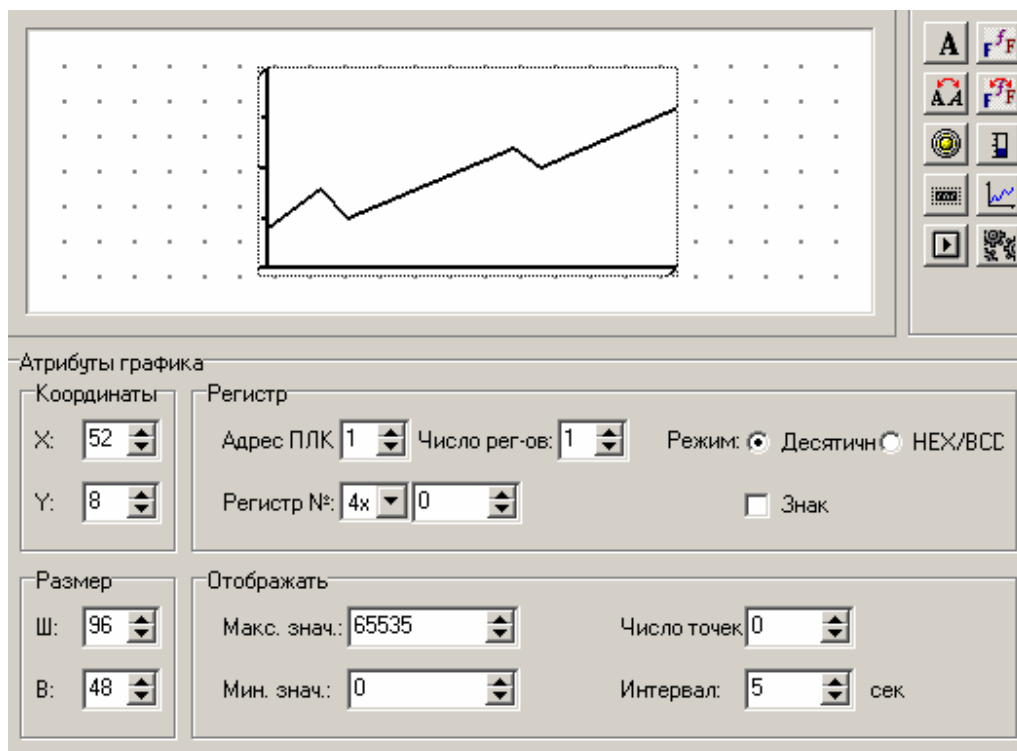 Атрибуты графика
Координаты
X: 52
Y: 8
Регистр
Адрес ПЛК 1 Число рег-ов: 1 Режим: Десятичн HEX/BCD
Регистр №: 4x 0 Знак
Размер
Ш: 96
В: 48
Отображать
Макс. знач.: 65535 Число точек 0
Мин. знач.: 0 Интервал: 5 сек